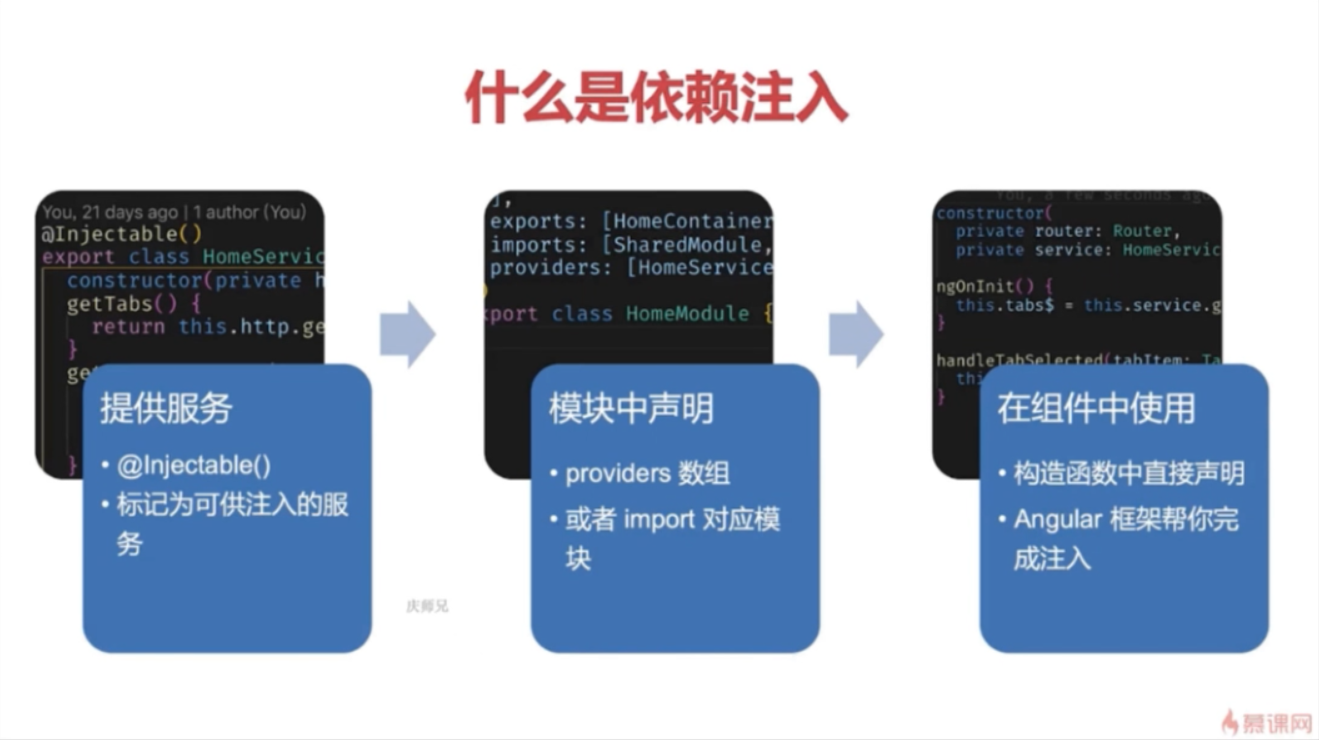 什么是依赖注入
You, 21 days ago | 1 author (You)
@Injectable()
export class HomeServic
constructor(private h
getTabs() {
return this.http.ge
}
ge
}
提供服务
• @Injectable()
• 标记为可供注入的服
务
],
exports: [HomeContainer
imports: [SharedModule,
providers: [HomeService
)
xport class HomeModule {
模块中声明
• providers 数组
• 或者 import 对应模
块
You, a few seconds ago
constructor(
private router: Router,
private service: HomeServic
ngOnInit() {
this.tabs$ = this.service.g
}
handleTabSelected(tabItem: Ta
thi
}
在组件中使用
• 构造函数中直接声明
• Angular 框架帮你完
成注入
庆师兄
慕课网